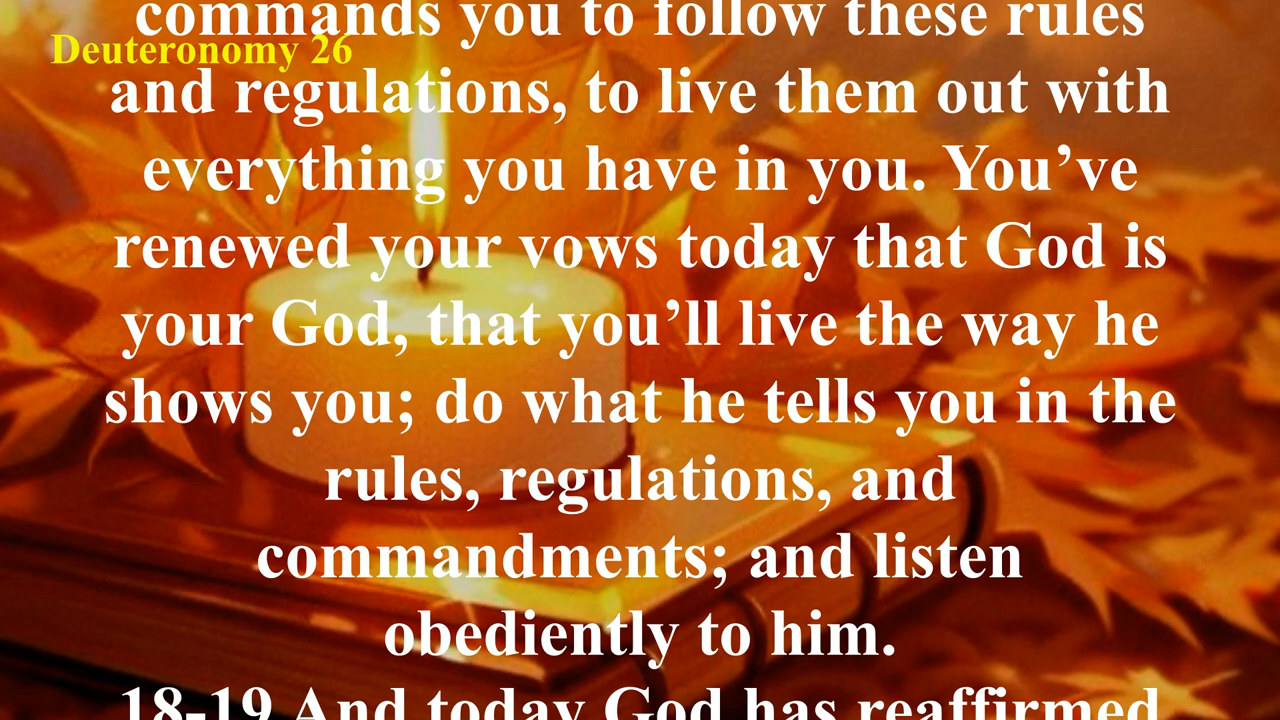 commands you to follow these rules
Deuteronomy 26
and regulations, to live them out with
everything you have in you. You’ve
renewed your vows today that God is
your God, that you’ll live the way he
shows you; do what he tells you in the
rules, regulations, and
commandments; and listen
obediently to him.
18-19 And today God has reaffirmed